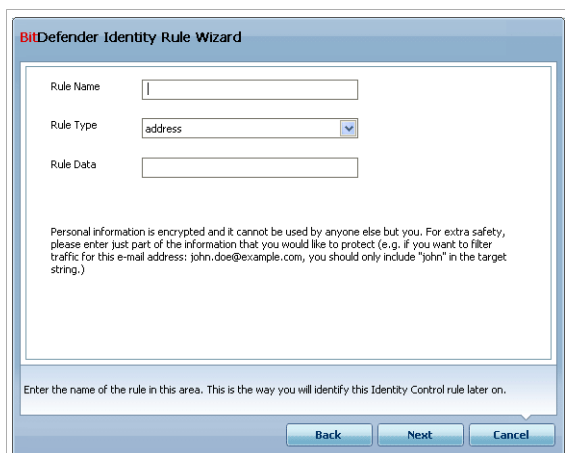 BitDefender Identity Rule Wizard
Rule Name
Rule Type
address
Rule Data
Personal information is encrypted and it cannot be used by anyone else but you. For extra safety,
please enter just part of the information that you would like to protect (e.g. if you want to filter
traffic for this e-mail address: john.doe@example.com, you should only include "john" in the target
string.)
Enter the name of the rule in this area. This is the way you will identify this Identity Control rule later on.
Back
Next
Cancel